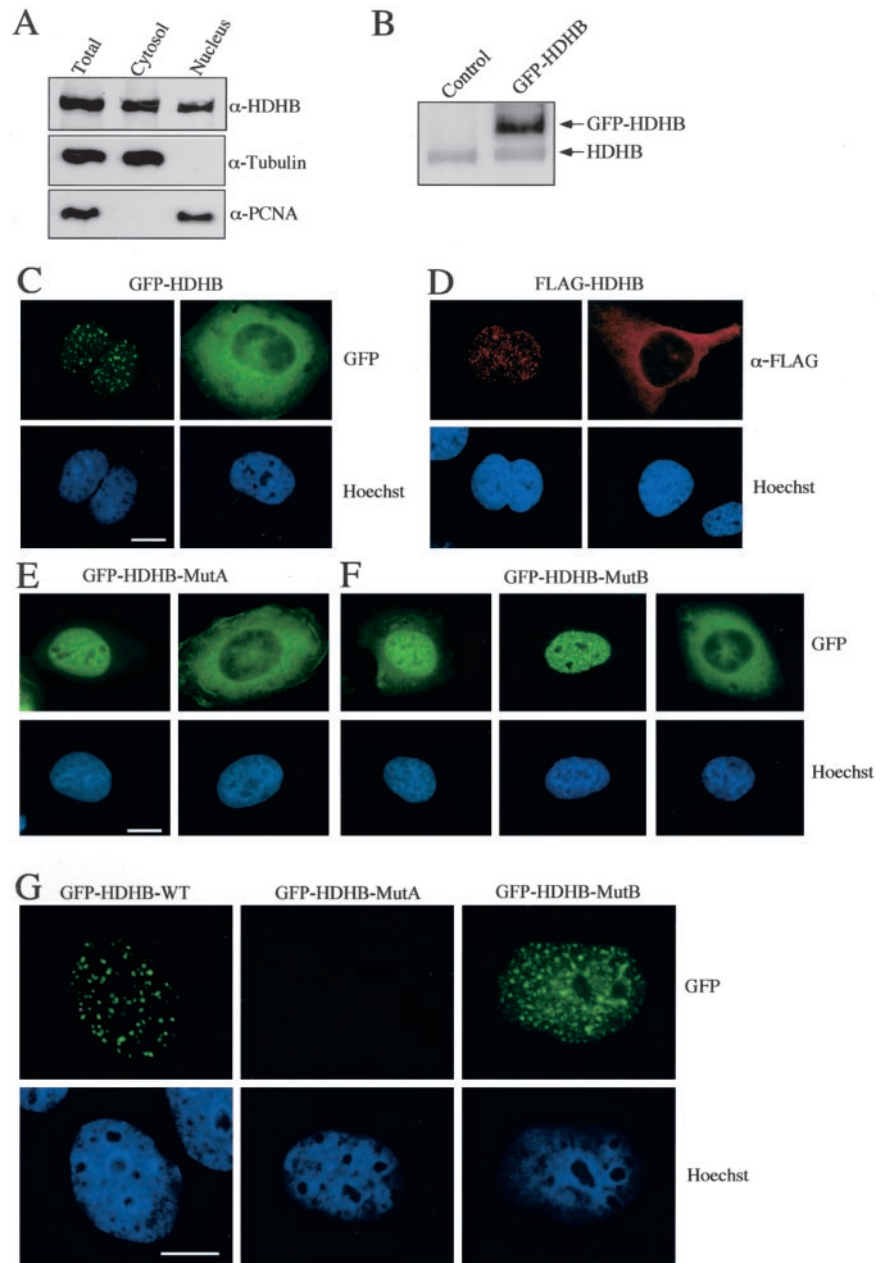 A
Total Cytosol Nucleus
α-HDHB
α-Tubulin
α-PCNA
B
Control GFP-HDHB
GFP-HDHB
HDHB
C
GFP-HDHB
GFP
Hoechst
D
FLAG-HDHB
α-FLAG
Hoechst
E
GFP-HDHB-MutA
F
GFP-HDHB-MutB
GFP
Hoechst
G
GFP-HDHB-WT GFP-HDHB-MutA GFP-HDHB-MutB
GFP
Hoechst